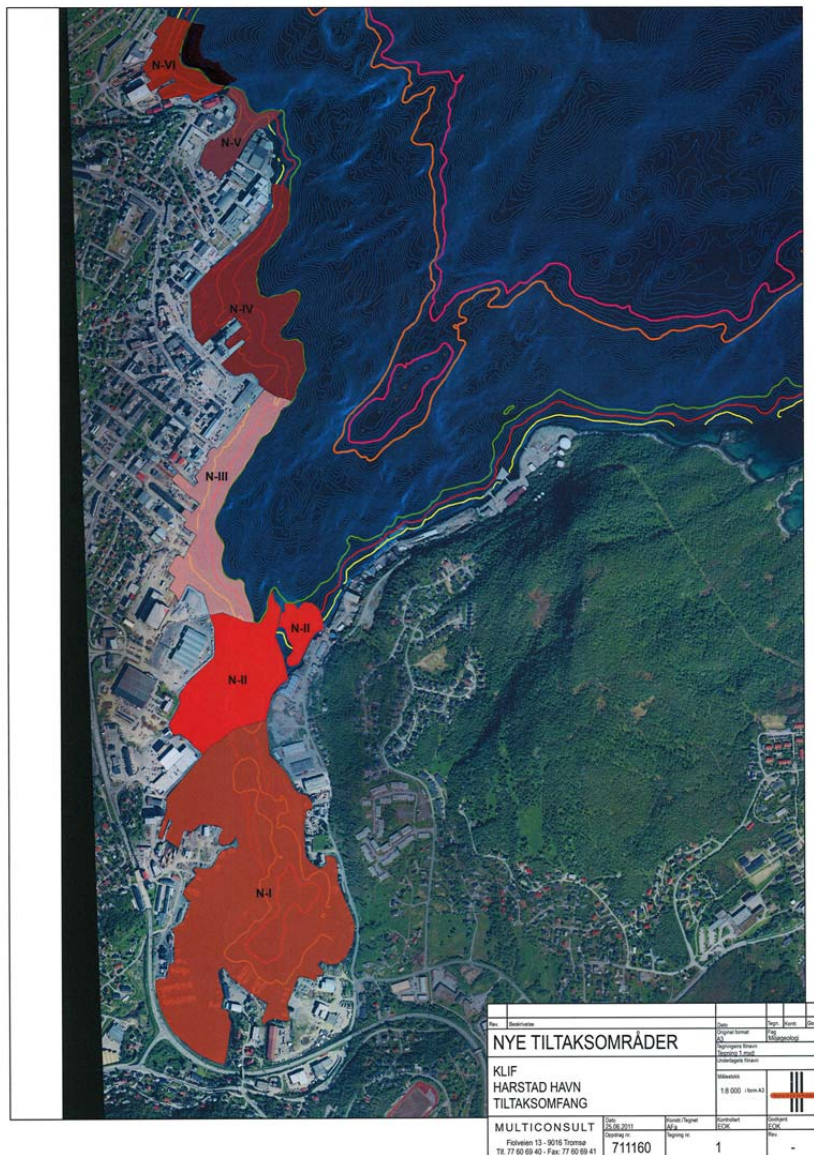 N-VI
N-V
N-IV
N-III
N-II
N-II
N-I
Rev. Beskrivelse Dato Tegn. Kontr.
NYE TILTAKSOMRÅDER
Original format
A3
Fag
Miljøgeologi
Tegningens filnavn
Tegning 1.mxd
Underlagets filnavn
KLIF
HARSTAD HAVN
TILTAKSOMFANG
Målestokk
1:8 000
MULTICONSULT
Fiolveien 13 - 9016 Tromsø
Tlf. 77 60 69 40 - Fax: 77 60 69 41
Dato
25.06.2011
Konstr./Tegnet
AFa
Kontrollert
EOK
Godkjent
EOK
Oppdrag nr.
711160
Tegning nr.
1
Rev.
-